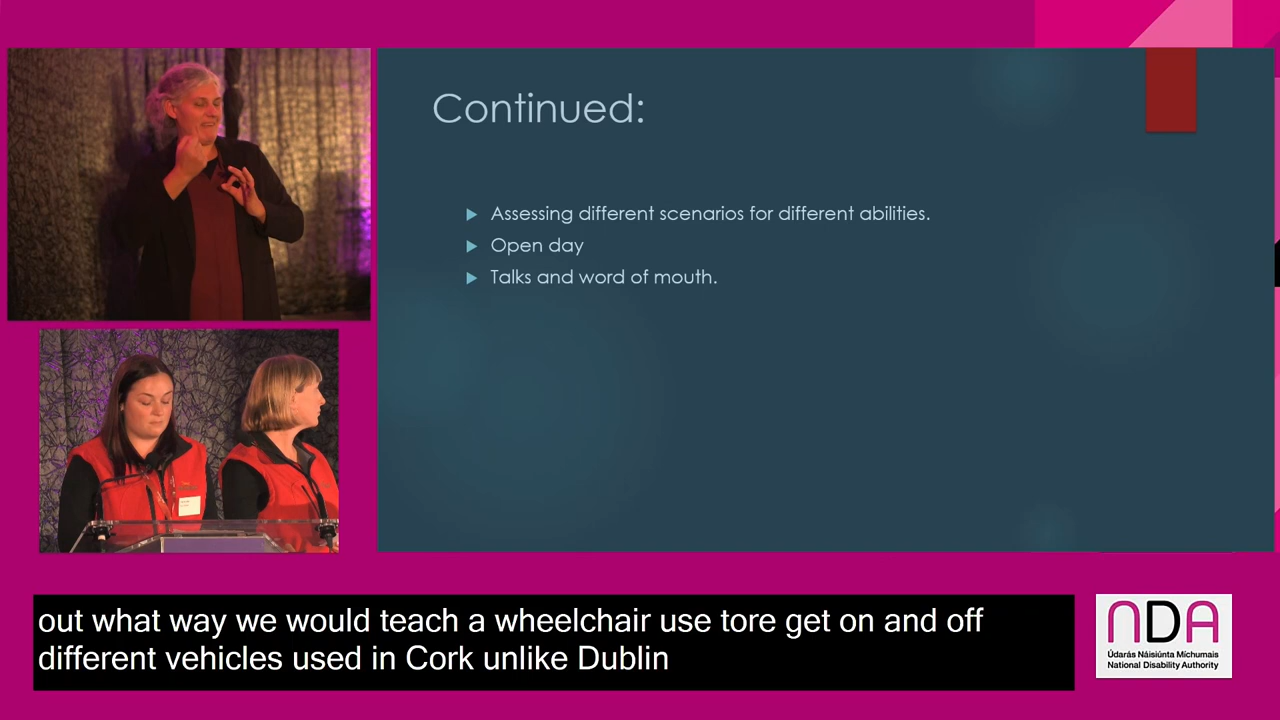 Continued:
Assessing different scenarios for different abilities.
Open day
Talks and word of mouth.
out what way we would teach a wheelchair use tore get on and off
different vehicles used in Cork unlike Dublin
NDA
Údarás Náisiúnta Míchumais
National Disability Authority